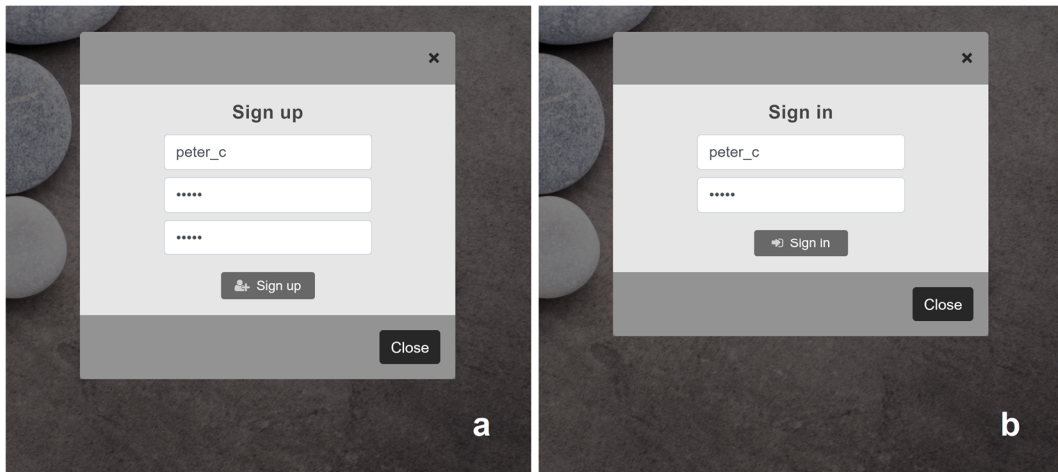 ×
Sign up
peter_c
•••••
•••••
Sign up
Close
a
×
Sign in
peter_c
•••••
Sign in
Close
b